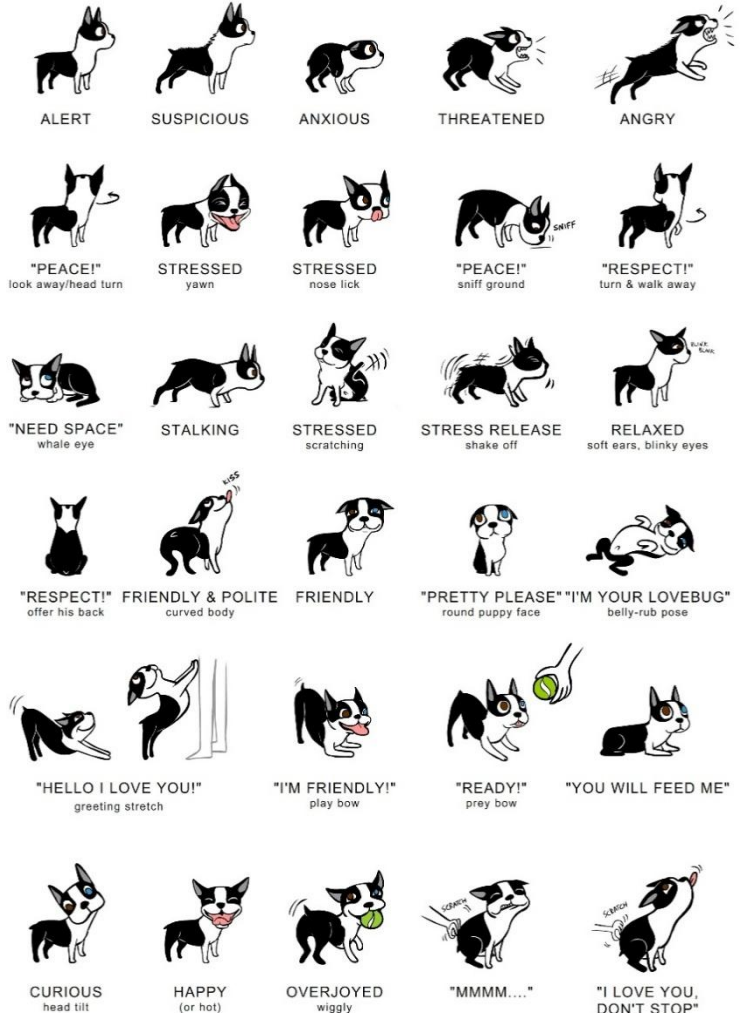 ALERT
SUSPICIOUS
ANXIOUS
THREATENED
ANGRY
"PEACE!"
look away/head turn
STRESSED
yawn
STRESSED
nose lick
SNIFF
"PEACE!"
sniff ground
"RESPECT!"
turn & walk away
"NEED SPACE"
whale eye
STALKING
STRESSED
scratching
STRESS RELEASE
shake off
BLINK
BLINK
RELAXED
soft ears, blinky eyes
"RESPECT!"
offer his back
KISS
FRIENDLY & POLITE
curved body
FRIENDLY
"PRETTY PLEASE"
round puppy face
"I'M YOUR LOVEBUG"
belly-rub pose
"HELLO I LOVE YOU!"
greeting stretch
"I'M FRIENDLY!"
play bow
"READY!"
prey bow
"YOU WILL FEED ME"
CURIOUS
head tilt
HAPPY
(or hot)
OVERJOYED
wiggly
SCRATCH
"MMMM...."
SCRATCH
"I LOVE YOU,
DON'T STOP"